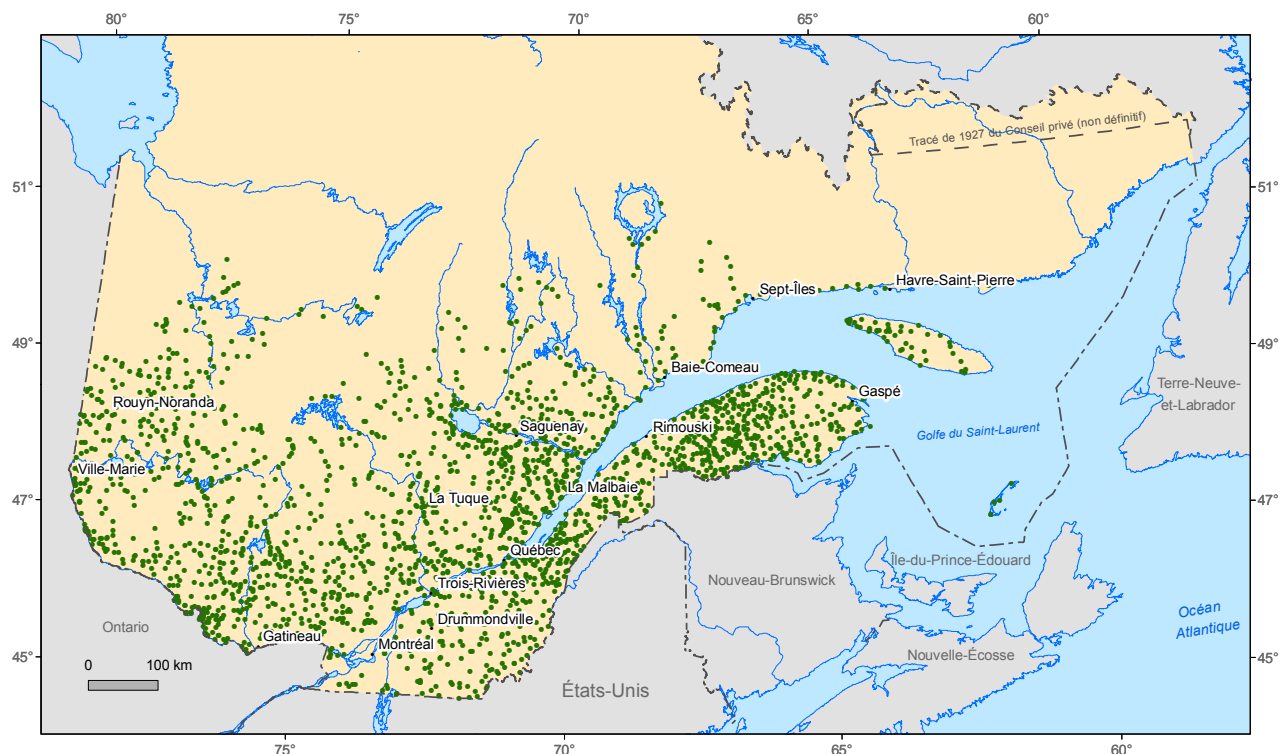 80°
75°
70°
65°
60°
Tracé de 1927 du Conseil privé (non définitif)
51°
51°
Sept-Îles
Havre-Saint-Pierre
49°
49°
Baie-Comeau
Terre-Neuve-
et-Labrador
Gaspé
Rouyn-Noranda
Saguenay
Rimouski
Golfe du Saint-Laurent
Ville-Marie
La Malbaie
47°
47°
La Tuque
Québec
Île-du-Prince-Édouard
Trois-Rivières
Nouveau-Brunswick
Océan
Atlantique
Drummondville
Ontario
Gatineau
Montréal
Nouvelle-Écosse
45°
45°
0
100 km
États-Unis
75°
70°
65°
60°